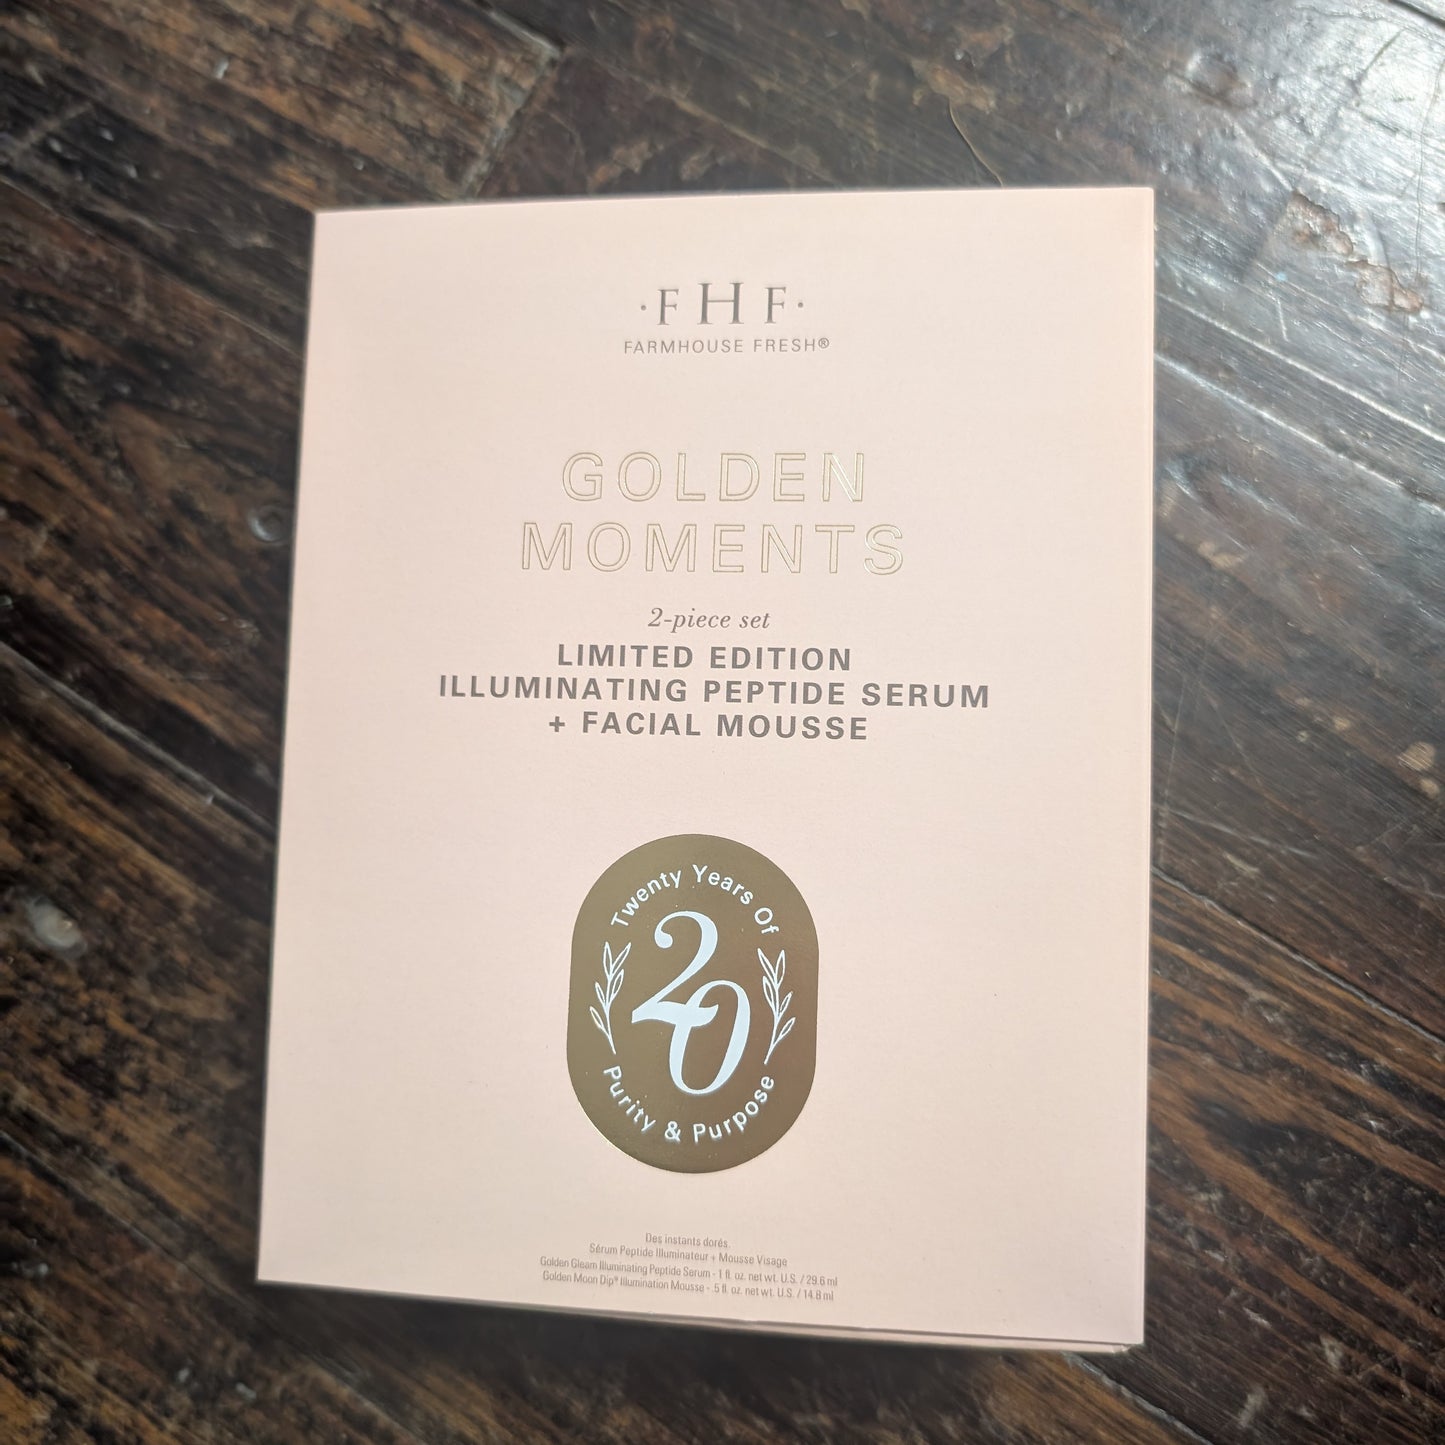 ·FHF·
FARMHOUSE FRESH®
GOLDEN
MOMENTS
2-piece set
LIMITED EDITION
ILLUMINATING PEPTIDE SERUM
+ FACIAL MOUSSE
Twenty Years Of
20
Purity & Purpose
Des instants dorés.
Sérum Peptide Illuminateur + Mousse Visage
Golden Gleam Illuminating Peptide Serum - 1 fl. oz. net wt. U.S. / 29.6 ml
Golden Moon Dip® Illumination Mousse - .5 fl. oz. net wt. U.S. / 14.8 ml